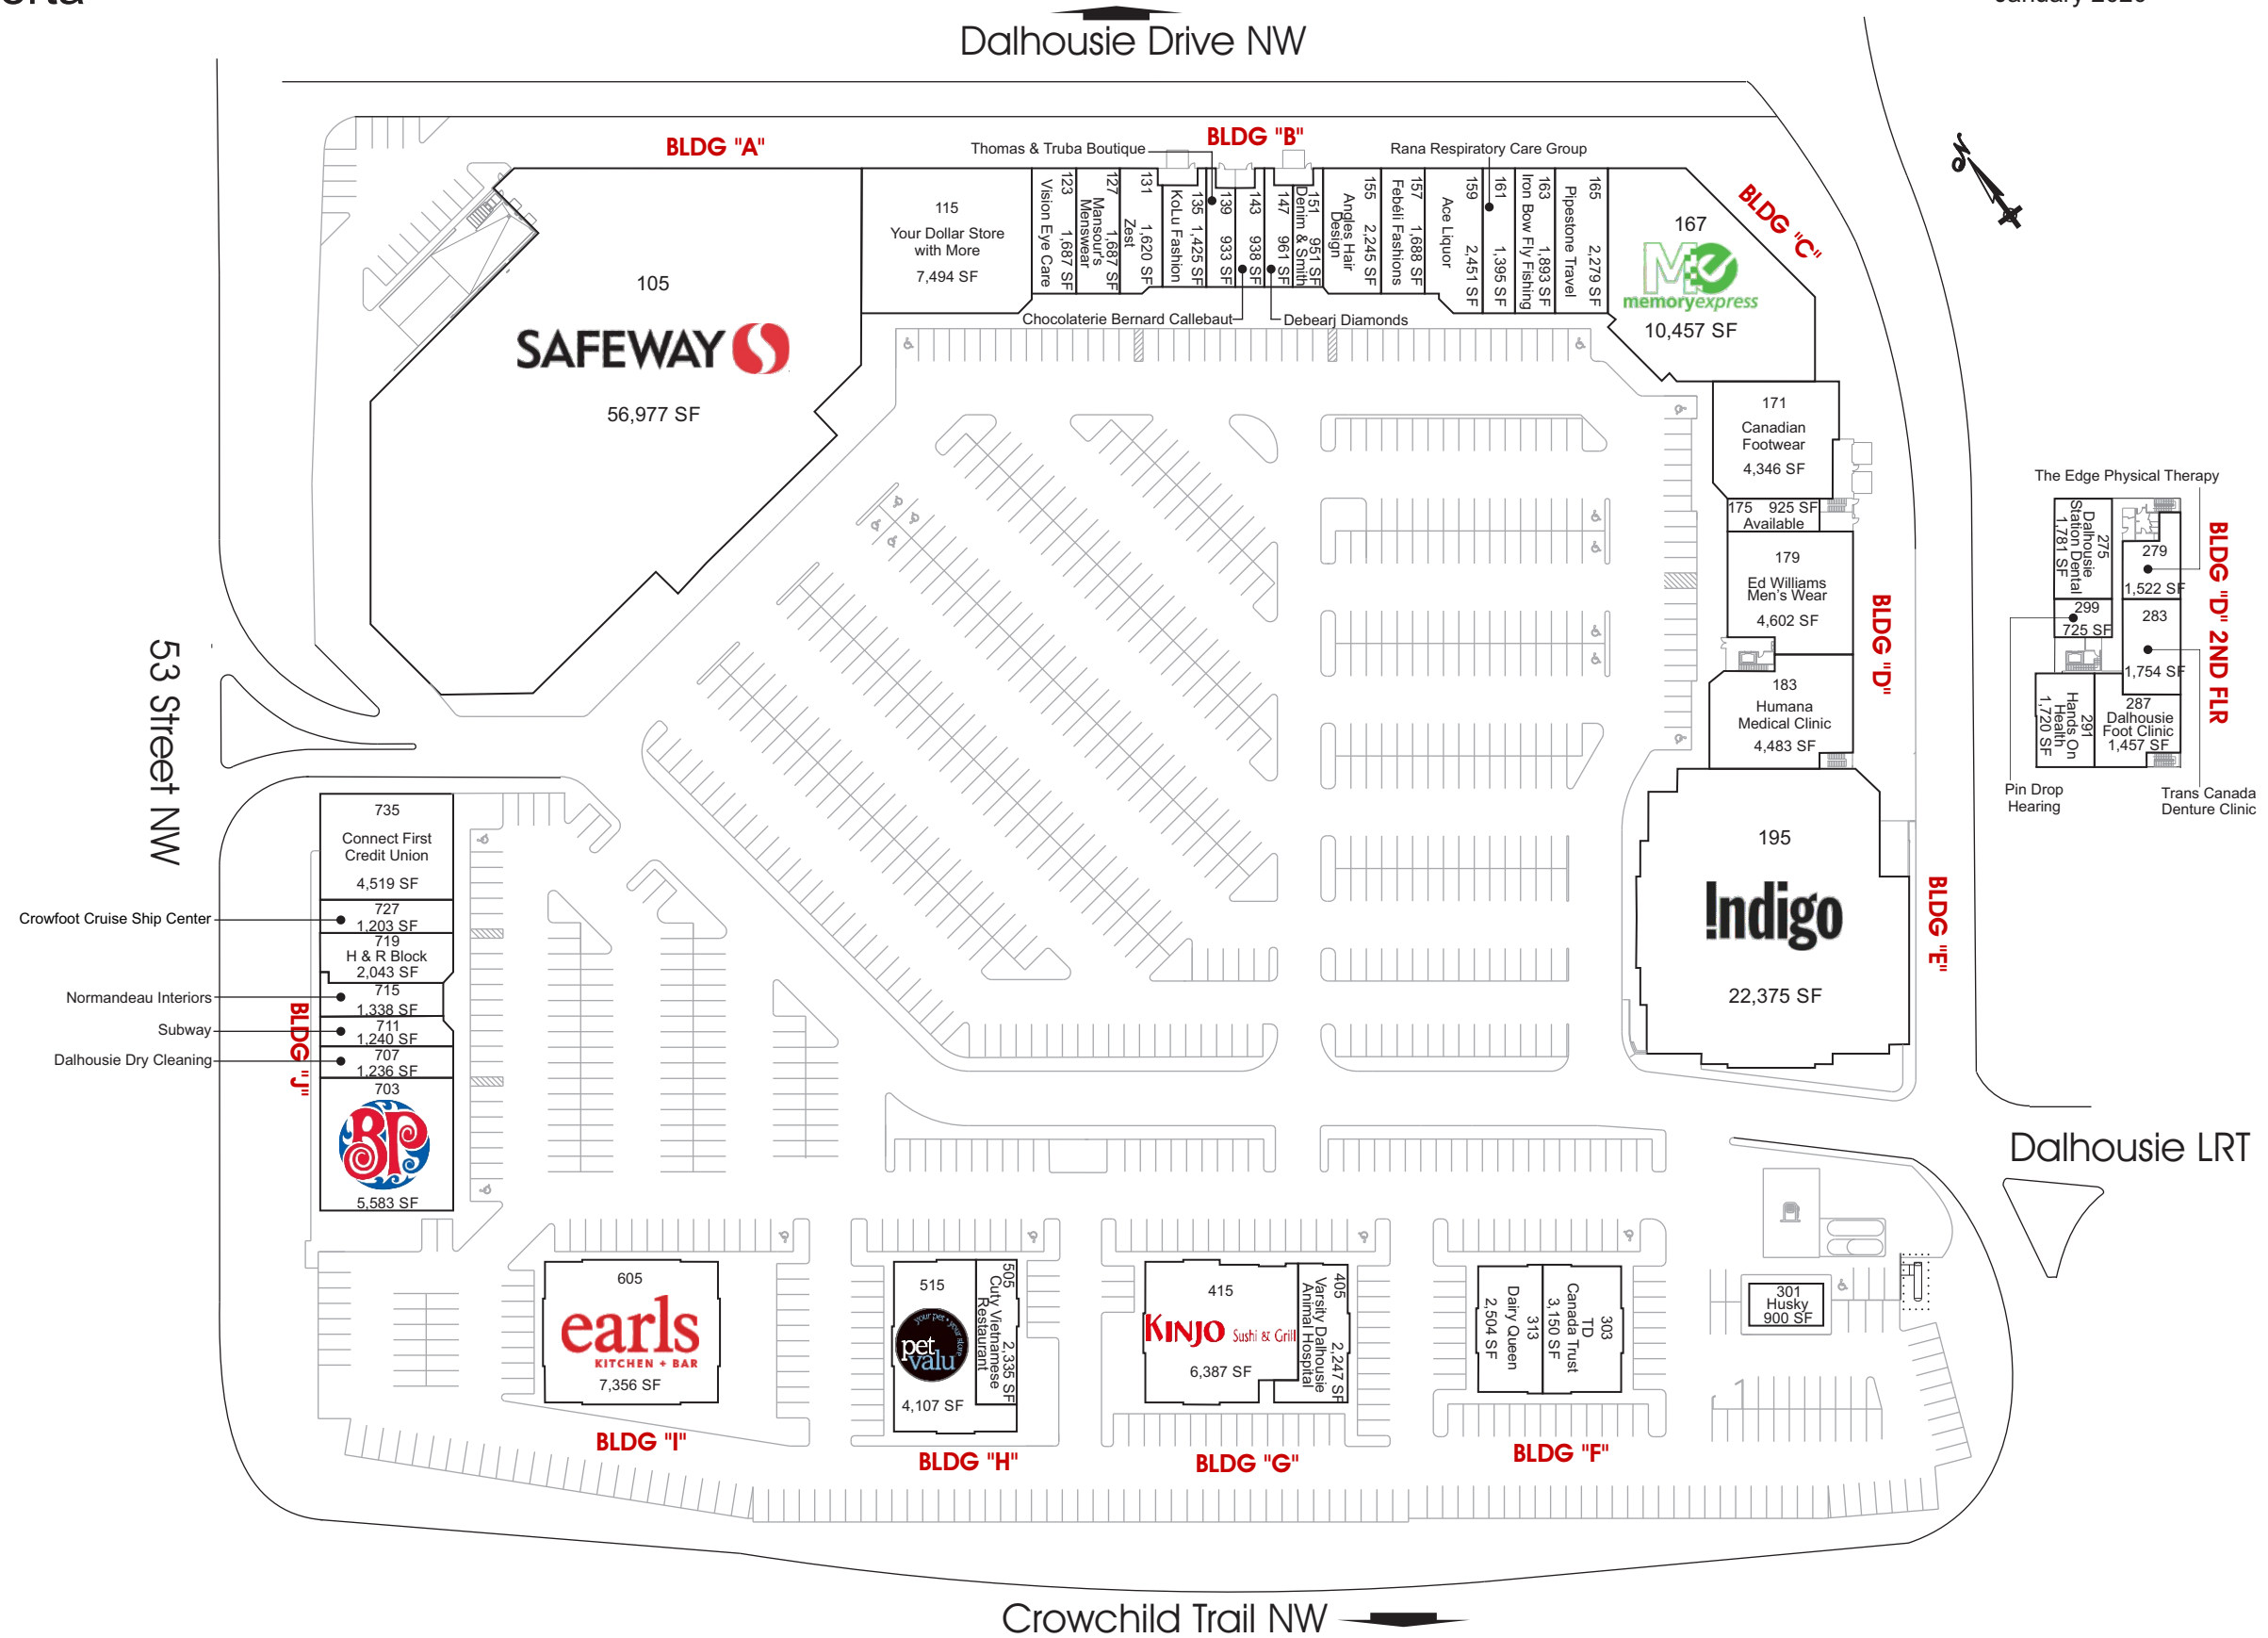 Dalhousie Drive NW
BLDG "A"
BLDG "B"
BLDG "C"
Thomas & Truba Boutique
Rana Respiratory Care Group
105
SAFEWAY
56,977 SF
115
Your Dollar Store
with More
7,494 SF
123 1,687 SF
Vision Eye Care
127 1,687 SF
Mansour's
Menswear
131 1,620 SF
Zest
135 1,425 SF
KoLu Fashion
139 933 SF
143 938 SF
147 961 SF
151 951 SF
Denim & Smith
155 2,245 SF
Angles Hair
Design
157 1,688 SF
Febéli Fashions
159 2,451 SF
Ace Liquor
161 1,395 SF
163 1,893 SF
Iron Bow Fly Fishing
165 2,279 SF
Pipestone Travel
167
memoryexpress
10,457 SF
Chocolaterie Bernard Callebaut
Debearj Diamonds
171
Canadian
Footwear
4,346 SF
175 925 SF
Available
179
Ed Williams
Men's Wear
4,602 SF
183
Humana
Medical Clinic
4,483 SF
BLDG "D"
195
!ndigo
22,375 SF
BLDG "E"
The Edge Physical Therapy
275
Dalhousie
Station Dental
1,781 SF
279
1,522 SF
299
725 SF
283
1,754 SF
287
Dalhousie
Foot Clinic
1,457 SF
291
Hands On
Health
1,720 SF
BLDG "D" 2ND FLR
Pin Drop
Hearing
Trans Canada
Denture Clinic
53 Street NW
735
Connect First
Credit Union
4,519 SF
Crowfoot Cruise Ship Center
727
1,203 SF
719
H & R Block
2,043 SF
Normandeau Interiors
715
1,338 SF
Subway
711
1,240 SF
Dalhousie Dry Cleaning
707
1,236 SF
703
BP
5,583 SF
BLDG "J"
Dalhousie LRT
605
earls
KITCHEN + BAR
7,356 SF
BLDG "I"
515
your pet • your store
pet
valu
4,107 SF
505 2,335 SF
Cuty Vietnamese
Restaurant
BLDG "H"
415
KINJO Sushi & Grill
6,387 SF
405 2,247 SF
Varsity Dalhousie
Animal Hospital
BLDG "G"
313
Dairy Queen
2,504 SF
303
TD
Canada Trust
3,150 SF
BLDG "F"
301
Husky
900 SF
Crowchild Trail NW